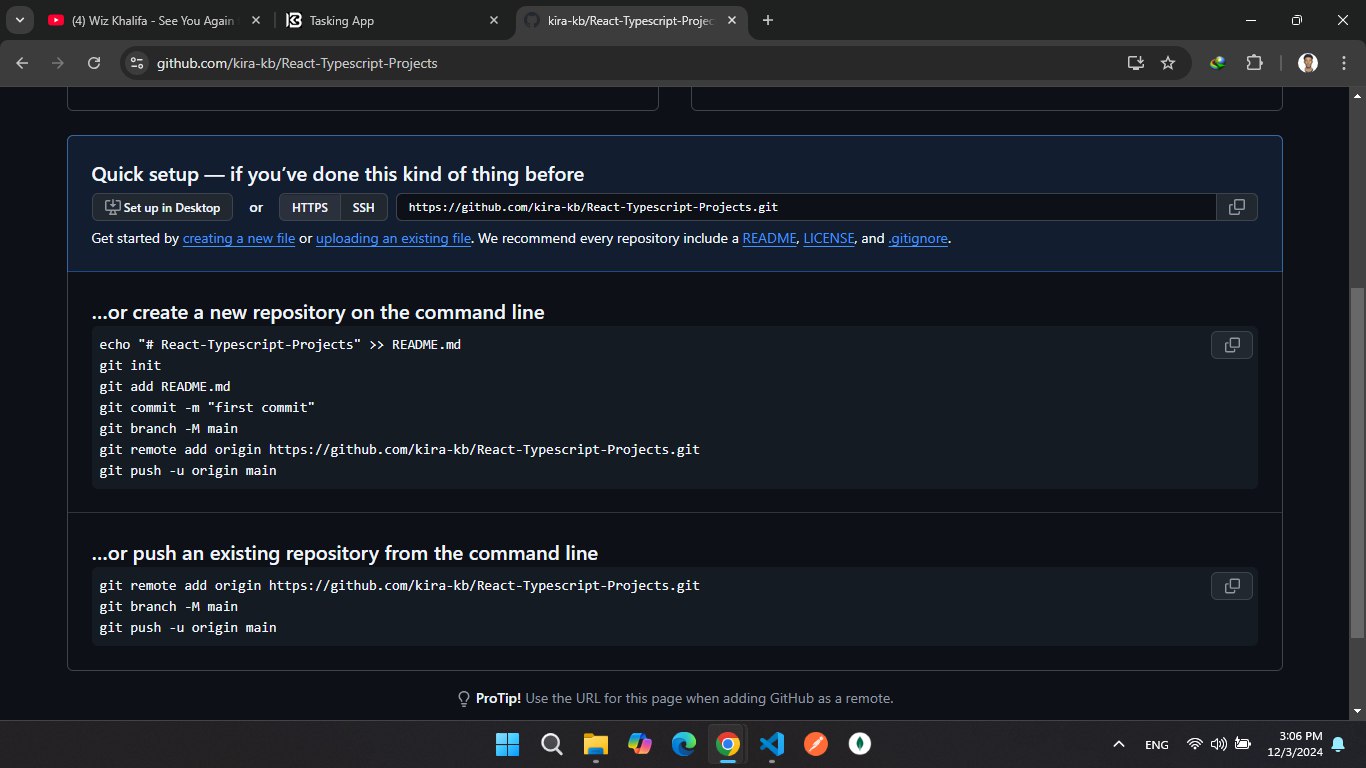 (4) Wiz Khalifa - See You Again
Tasking App
kira-kb/React-Typescript-Projec
github.com/kira-kb/React-Typescript-Projects
Quick setup — if you’ve done this kind of thing before
Set up in Desktop or HTTPS SSH https://github.com/kira-kb/React-Typescript-Projects.git
Get started by creating a new file or uploading an existing file. We recommend every repository include a README, LICENSE, and .gitignore.
…or create a new repository on the command line
echo "# React-Typescript-Projects" >> README.md
git init
git add README.md
git commit -m "first commit"
git branch -M main
git remote add origin https://github.com/kira-kb/React-Typescript-Projects.git
git push -u origin main
…or push an existing repository from the command line
git remote add origin https://github.com/kira-kb/React-Typescript-Projects.git
git branch -M main
git push -u origin main
ProTip! Use the URL for this page when adding GitHub as a remote.
ENG
3:06 PM
12/3/2024